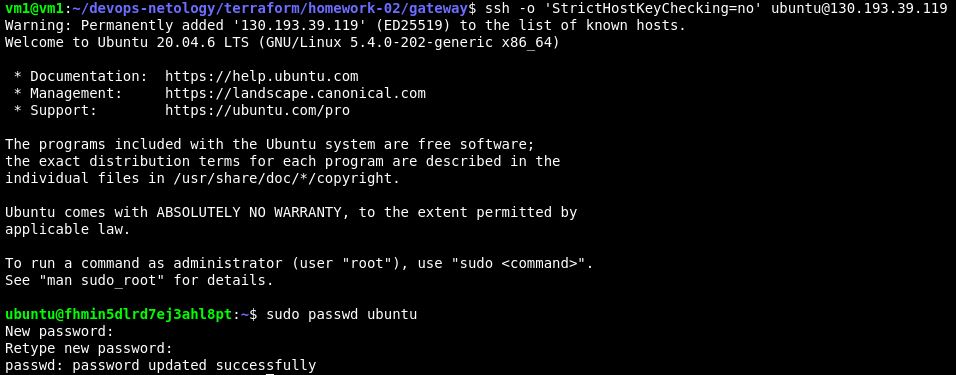 vm1@vm1:~/devops-netology/terraform/homework-02/gateway$ ssh -o 'StrictHostKeyChecking=no' ubuntu@130.193.39.119
Warning: Permanently added '130.193.39.119' (ED25519) to the list of known hosts.
Welcome to Ubuntu 20.04.6 LTS (GNU/Linux 5.4.0-202-generic x86_64)
* Documentation:  https://help.ubuntu.com
* Management:     https://landscape.canonical.com
* Support:        https://ubuntu.com/pro
The programs included with the Ubuntu system are free software;
the exact distribution terms for each program are described in the
individual files in /usr/share/doc/*/copyright.
Ubuntu comes with ABSOLUTELY NO WARRANTY, to the extent permitted by
applicable law.
To run a command as administrator (user "root"), use "sudo <command>".
See "man sudo_root" for details.
ubuntu@fhmin5dlrd7ej3ahl8pt:~$ sudo passwd ubuntu
New password:
Retype new password:
passwd: password updated successfully